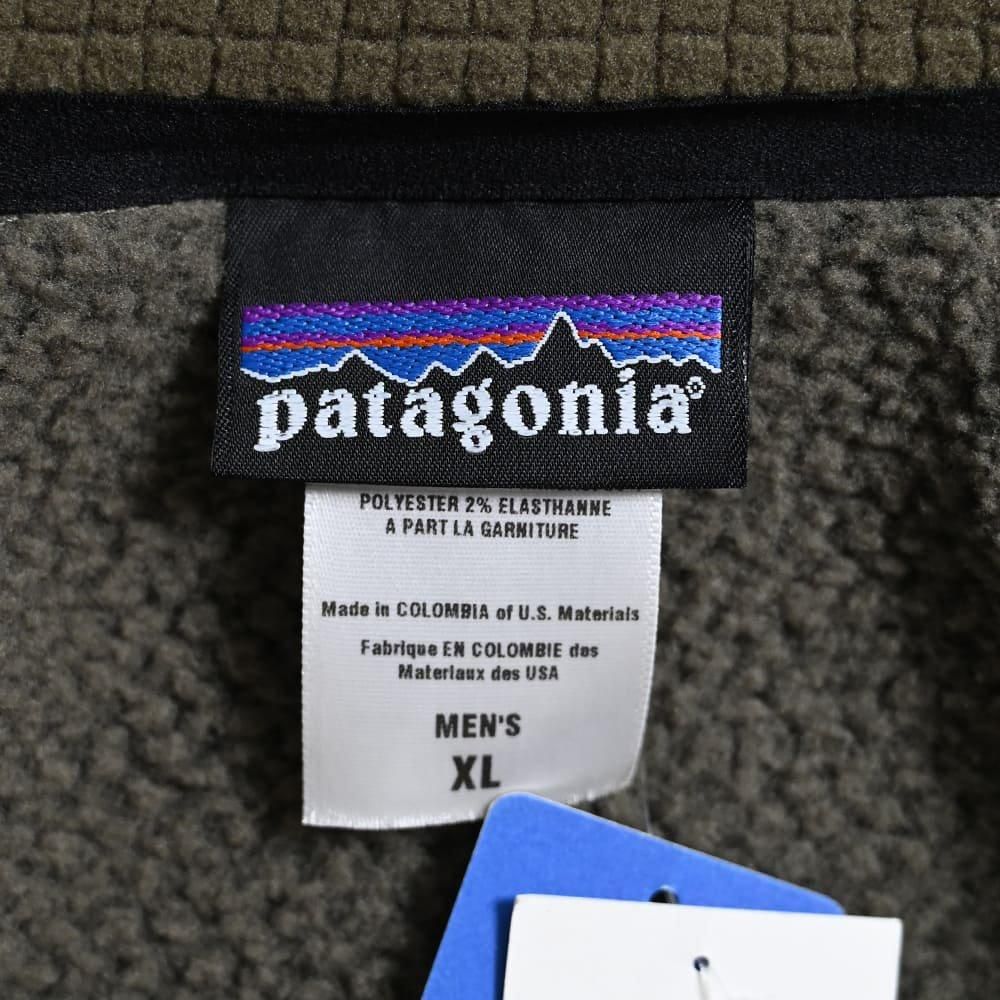 patagonia®
POLYESTER 2% ELASTHANNE
A PART LA GARNITURE
Made in COLOMBIA of U.S. Materials
Fabrique EN COLOMBIE des
Materiaux des USA
MEN'S
XL